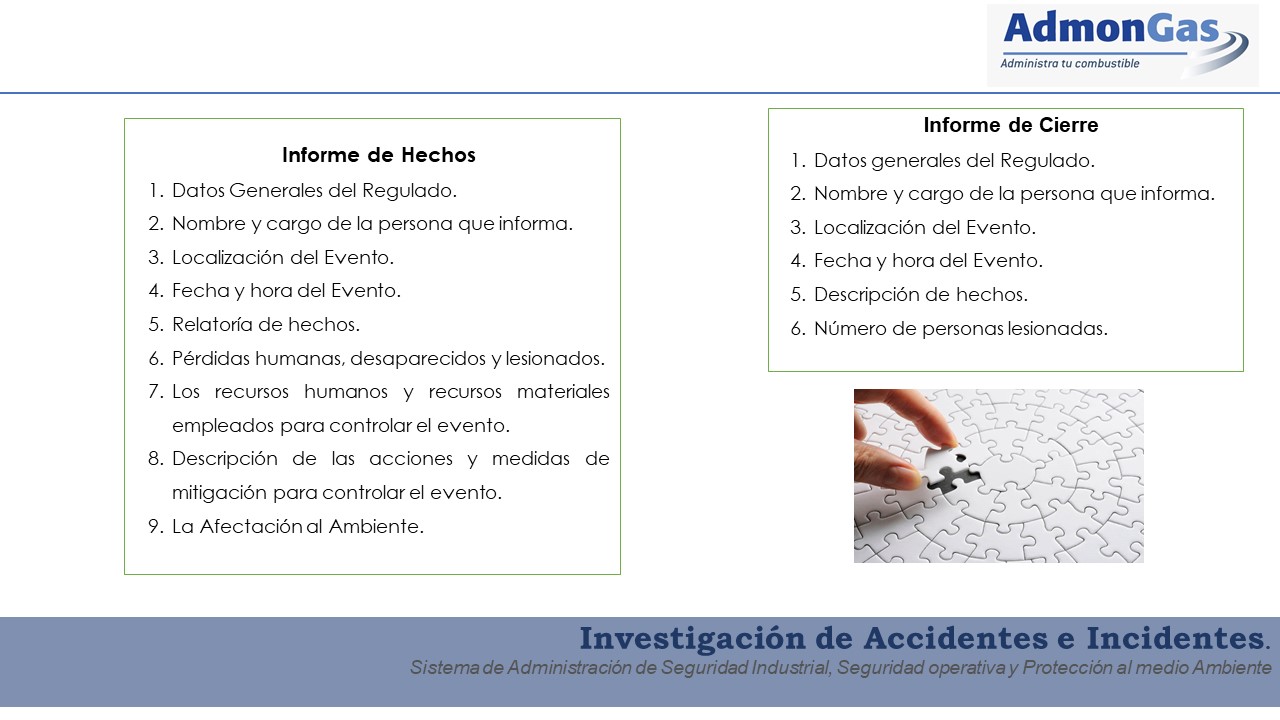 AdmonGas
Administra tu combustible
Informe de Hechos
1. Datos Generales del Regulado.
2. Nombre y cargo de la persona que informa.
3. Localización del Evento.
4. Fecha y hora del Evento.
5. Relatoría de hechos.
6. Pérdidas humanas, desaparecidos y lesionados.
7. Los recursos humanos y recursos materiales
empleados para controlar el evento.
8. Descripción de las acciones y medidas de
mitigación para controlar el evento.
9. La Afectación al Ambiente.
Informe de Cierre
1. Datos generales del Regulado.
2. Nombre y cargo de la persona que informa.
3. Localización del Evento.
4. Fecha y hora del Evento.
5. Descripción de hechos.
6. Número de personas lesionadas.
Investigación de Accidentes e Incidentes.
Sistema de Administración de Seguridad Industrial, Seguridad operativa y Protección al medio Ambiente